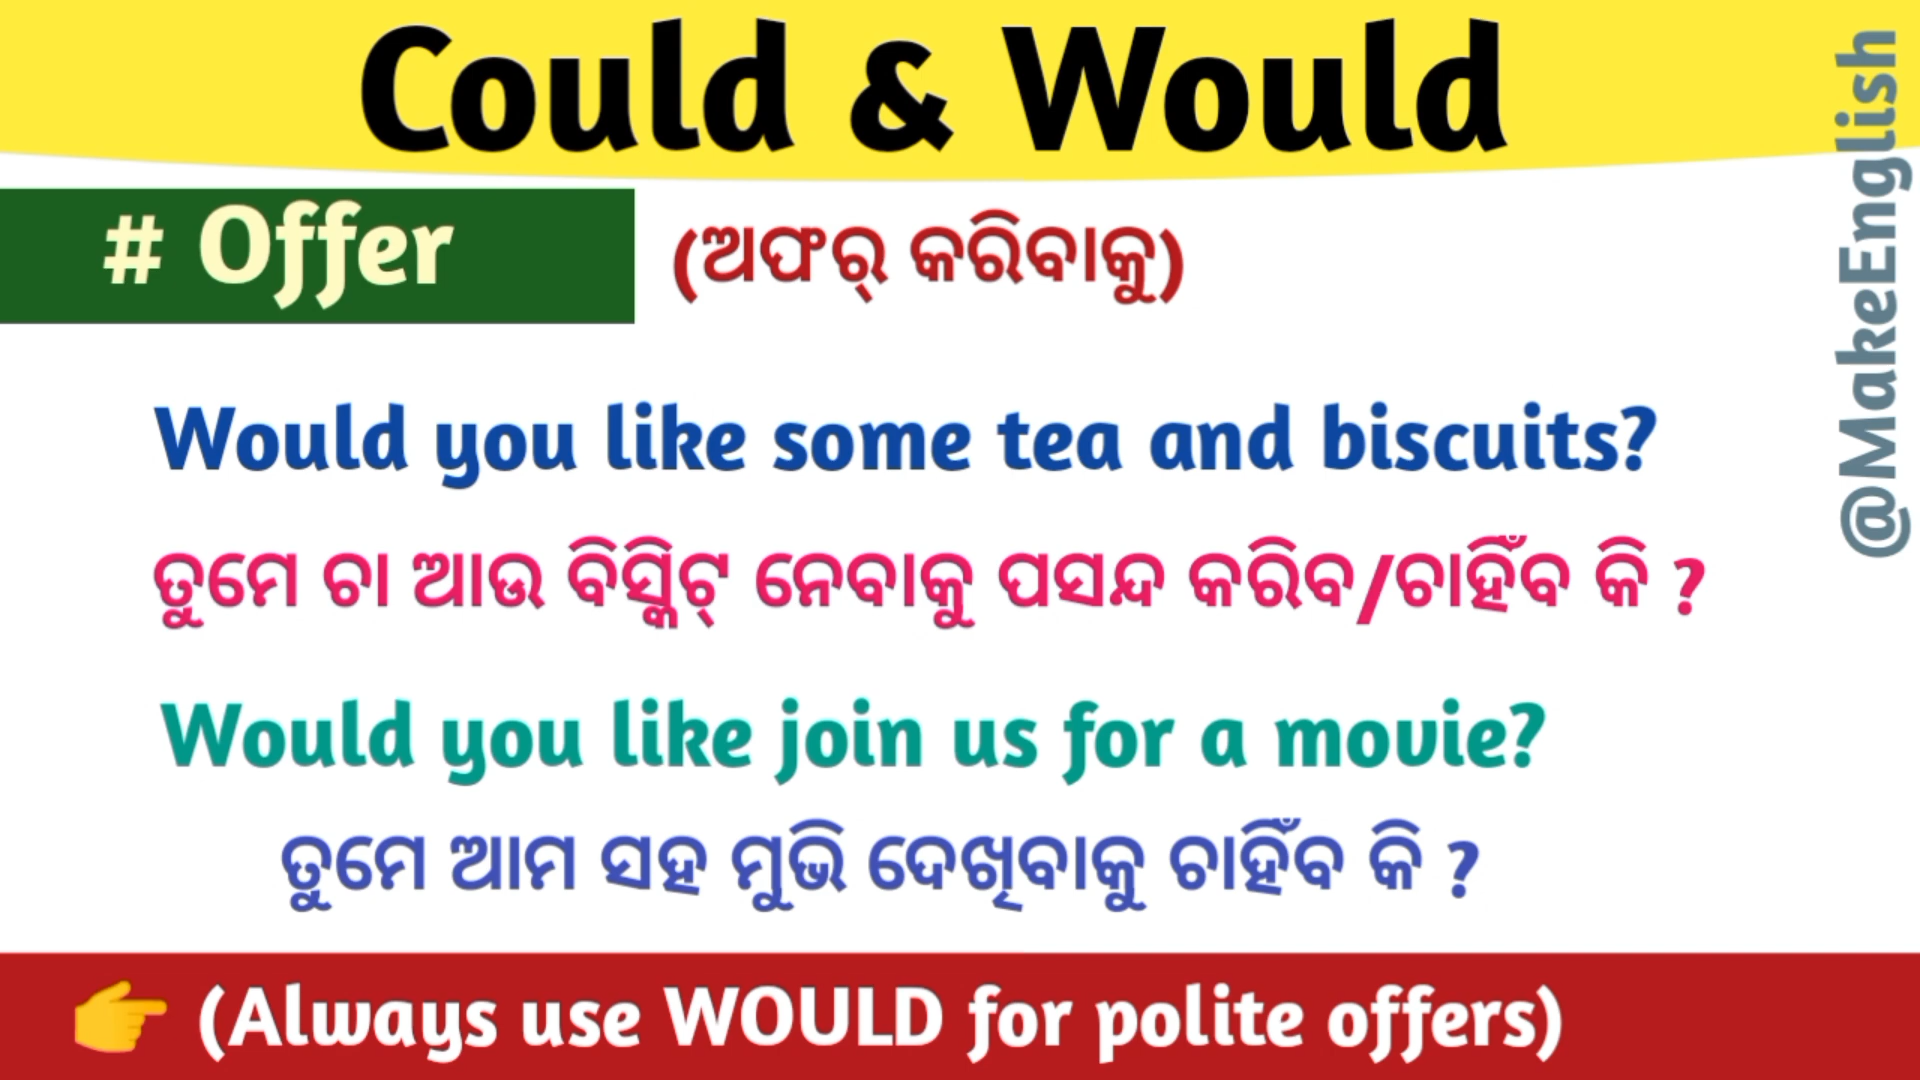 Could & Would
@MakeEnglish
# Offer (ଅଫର୍ କରିବାକୁ)
Would you like some tea and biscuits?
ତୁମେ ଚା ଆଉ ବିସ୍କିଟ୍ ନେବାକୁ ପସନ୍ଦ କରିବ/ଚାହିଁବ କି ?
Would you like join us for a movie?
ତୁମେ ଆମ ସହ ମୁଭି ଦେଖିବାକୁ ଚାହିଁବ କି ?
👉 (Always use WOULD for polite offers)